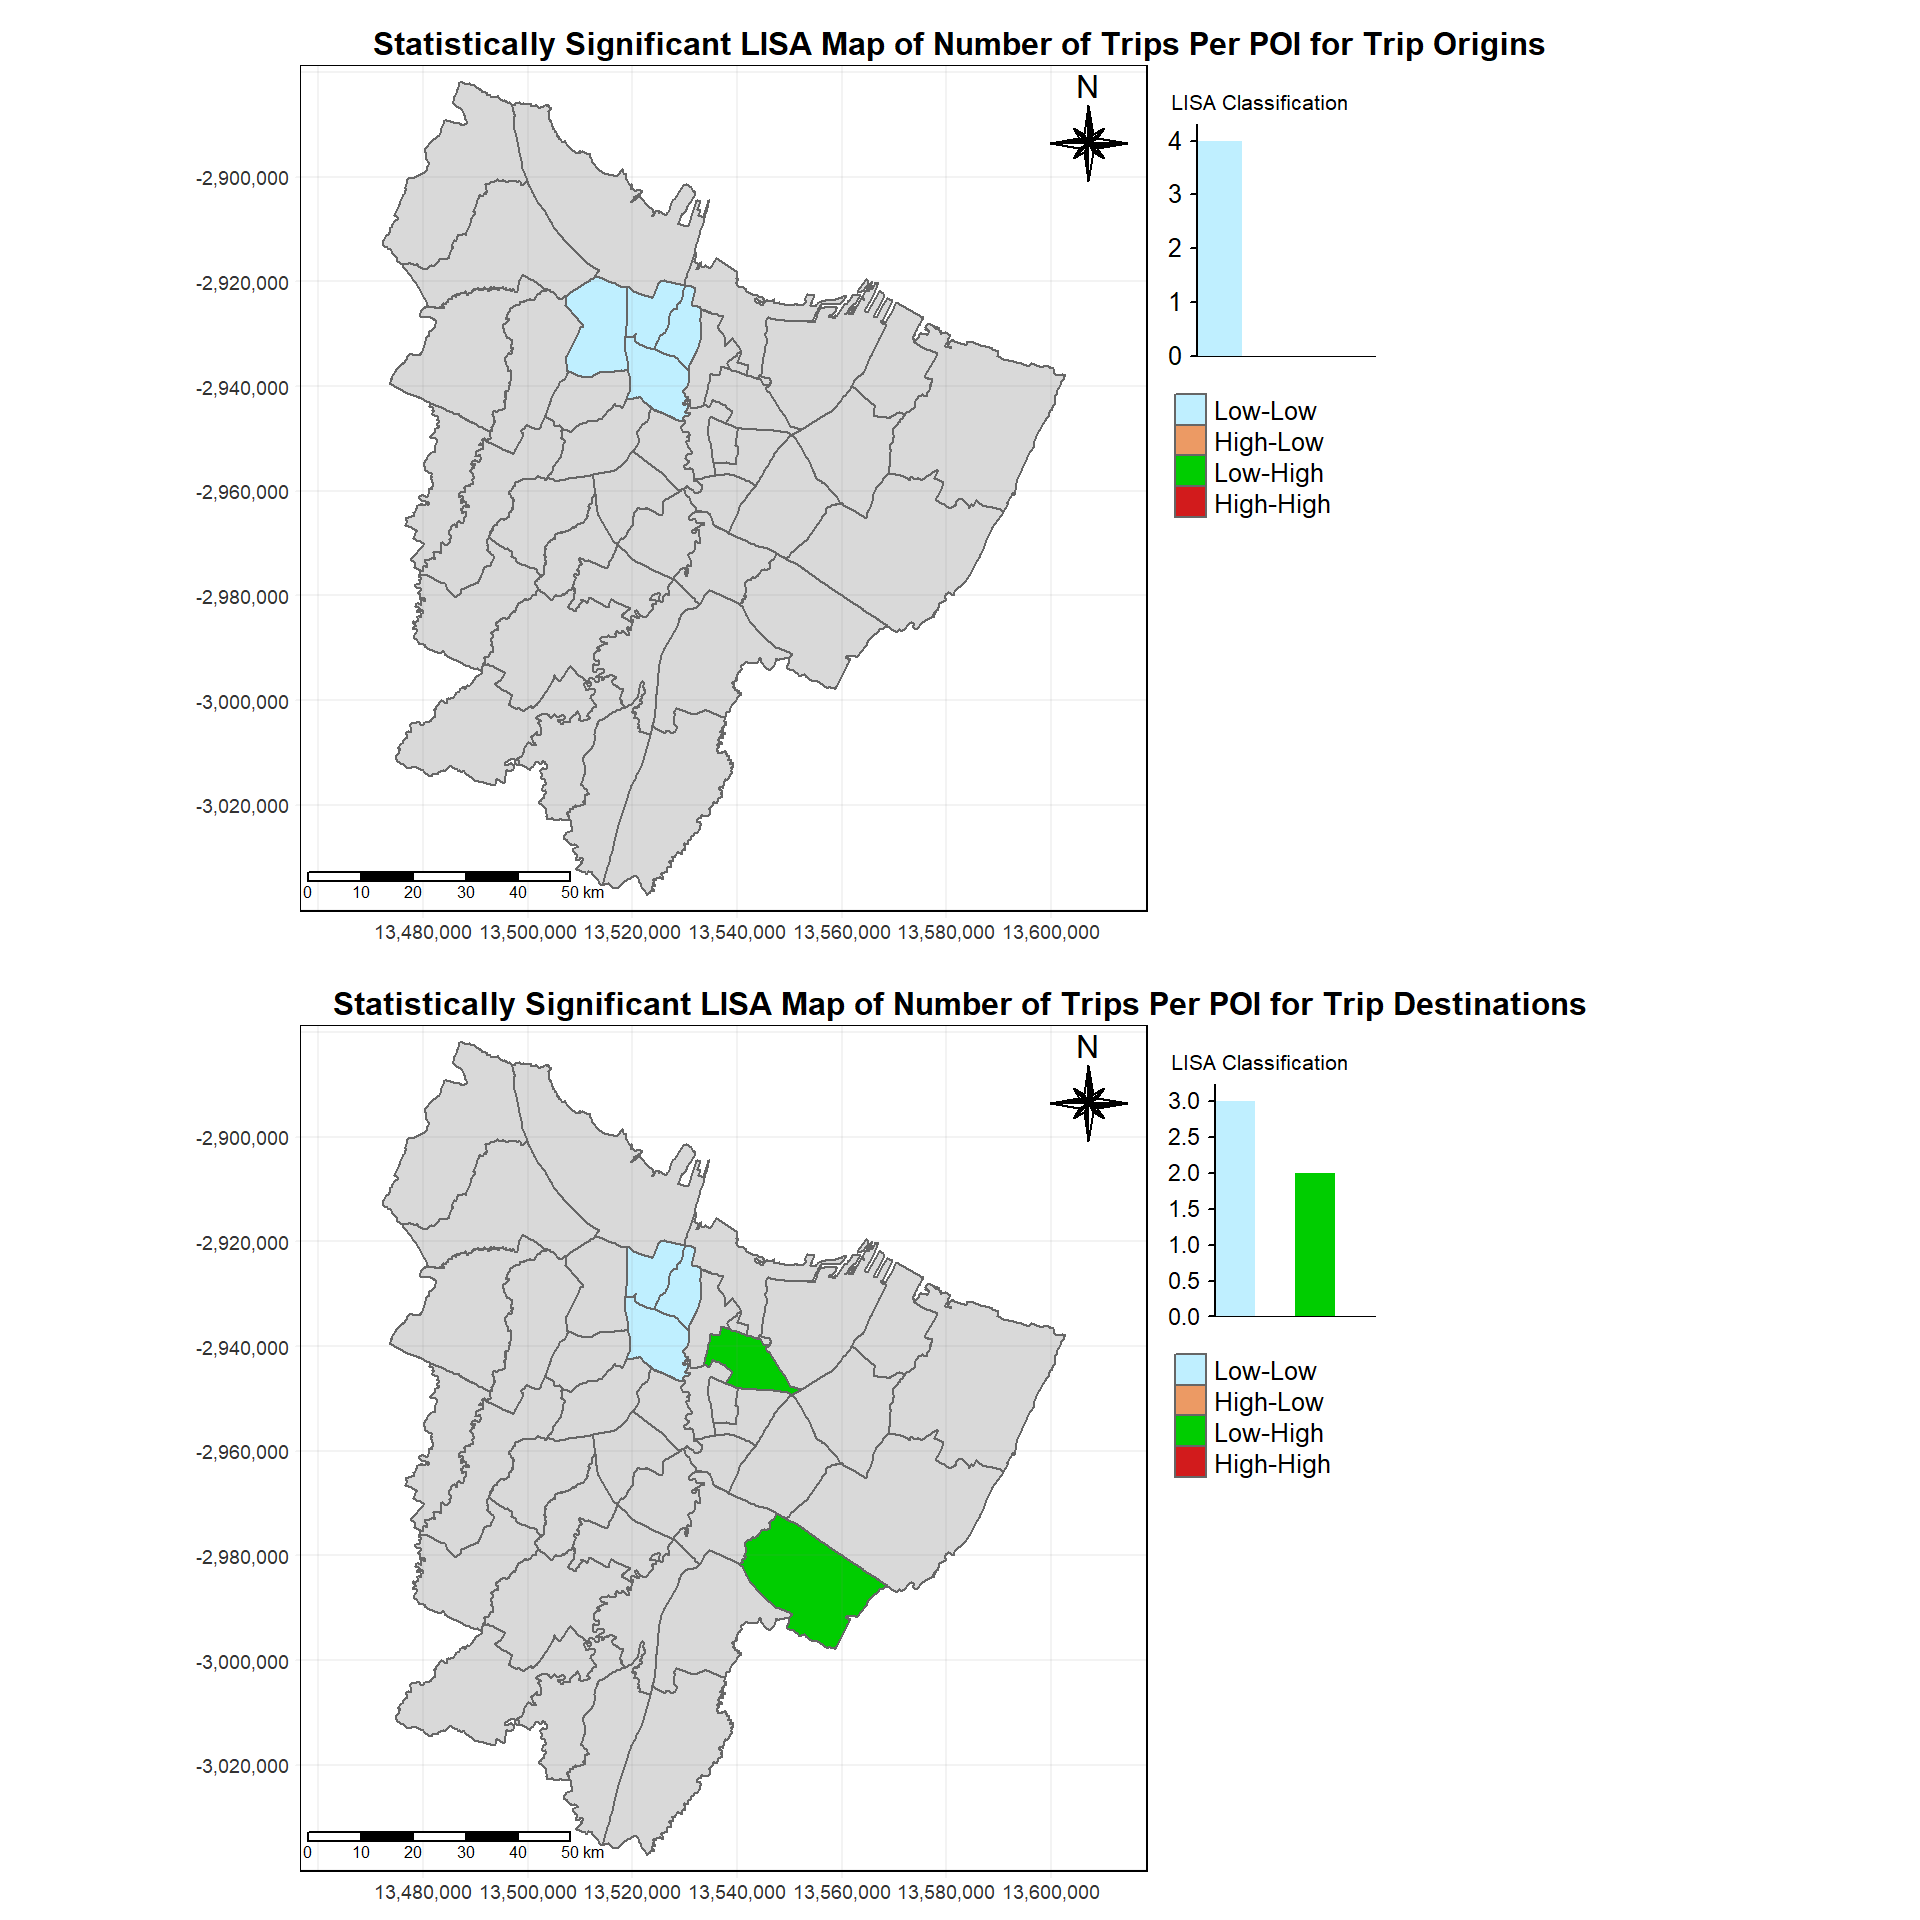 Statistically Significant LISA Map of Number of Trips Per POI for Trip Origins
N
LISA Classification
4
3
2
1
0
Low-Low
High-Low
Low-High
High-High
-2,900,000
-2,920,000
-2,940,000
-2,960,000
-2,980,000
-3,000,000
-3,020,000
0 10 20 30 40 50 km
13,480,000 13,500,000 13,520,000 13,540,000 13,560,000 13,580,000 13,600,000
Statistically Significant LISA Map of Number of Trips Per POI for Trip Destinations
N
LISA Classification
3.0
2.5
2.0
1.5
1.0
0.5
0.0
Low-Low
High-Low
Low-High
High-High
-2,900,000
-2,920,000
-2,940,000
-2,960,000
-2,980,000
-3,000,000
-3,020,000
0 10 20 30 40 50 km
13,480,000 13,500,000 13,520,000 13,540,000 13,560,000 13,580,000 13,600,000